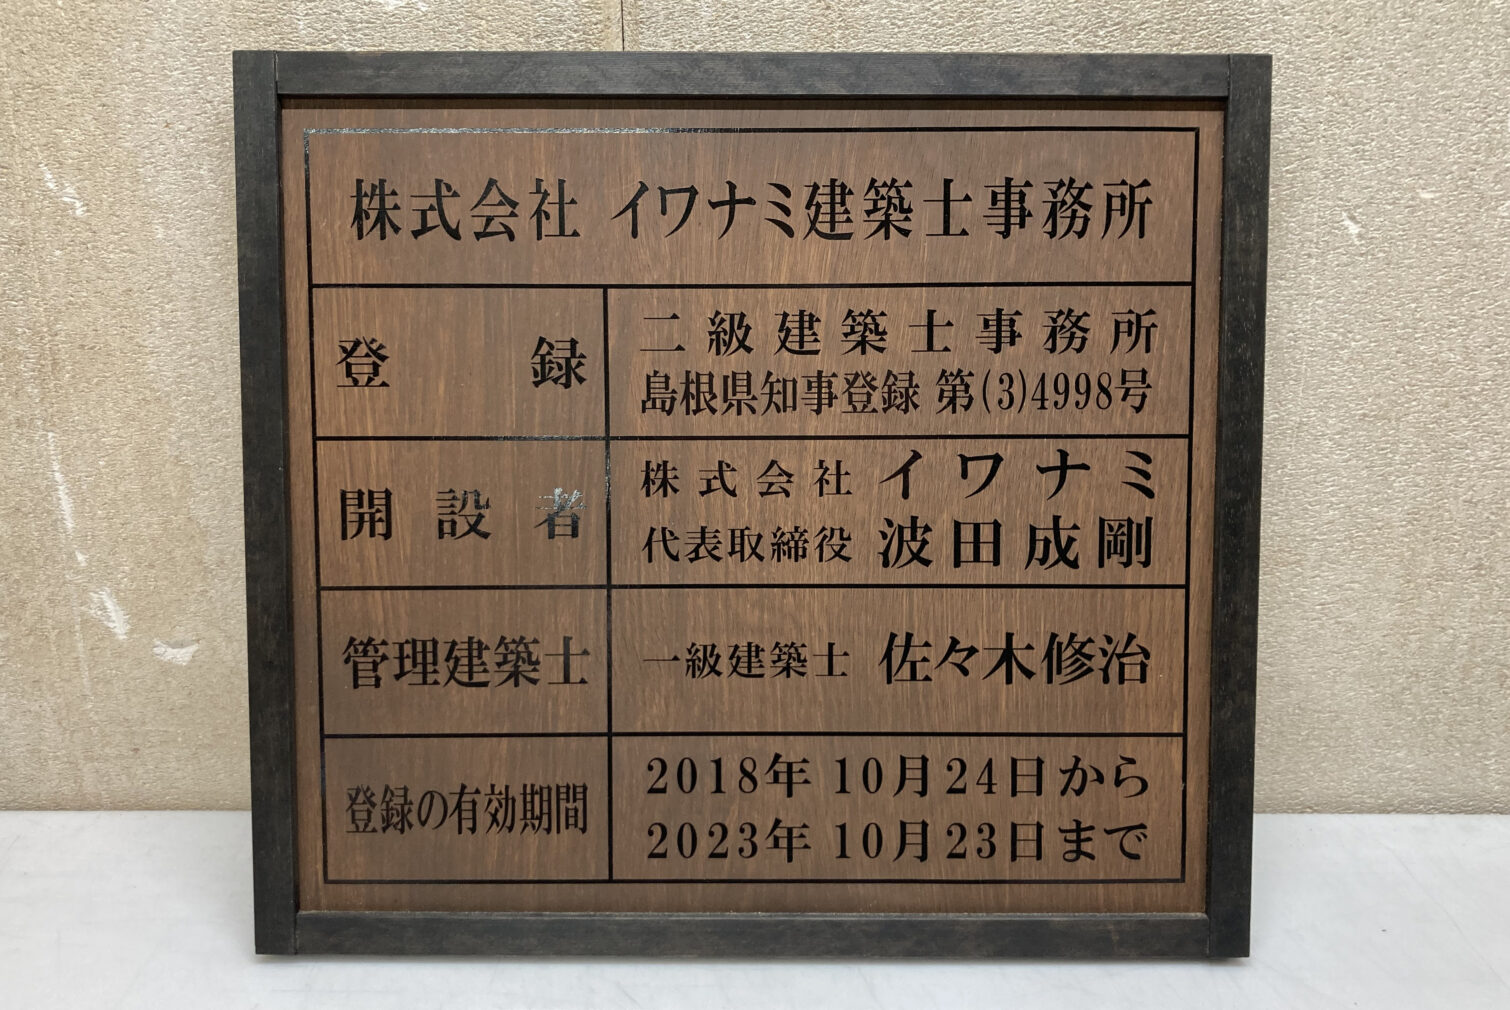 株式会社 イワナミ建築士事務所
登録
二級建築士事務所
島根県知事登録 第(3)4998号
開設者
株式会社 イワナミ
代表取締役 波田成剛
管理建築士
一級建築士 佐々木修治
登録の有効期間
2018年10月24日から
2023年10月23日まで